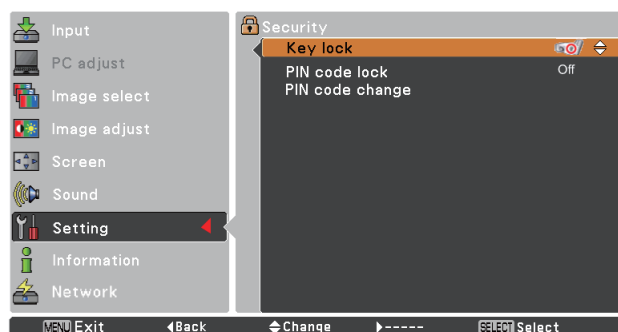 Input
PC adjust
Image select
Image adjust
Screen
Sound
Setting
Information
Network
Security
Key lock
PIN code lock Off
PIN code change
MENU Exit Back Change ----- SELECT Select